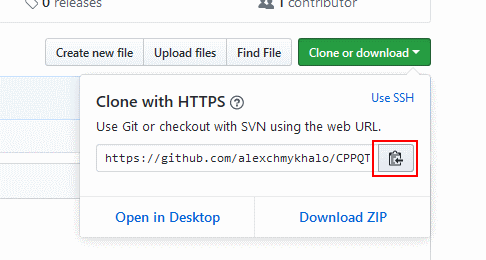 0 releases
1 contributor
Create new file
Upload files
Find File
Clone or download
Clone with HTTPS
Use SSH
Use Git or checkout with SVN using the web URL.
https://github.com/alexchmykhalo/CPPQT
Open in Desktop
Download ZIP